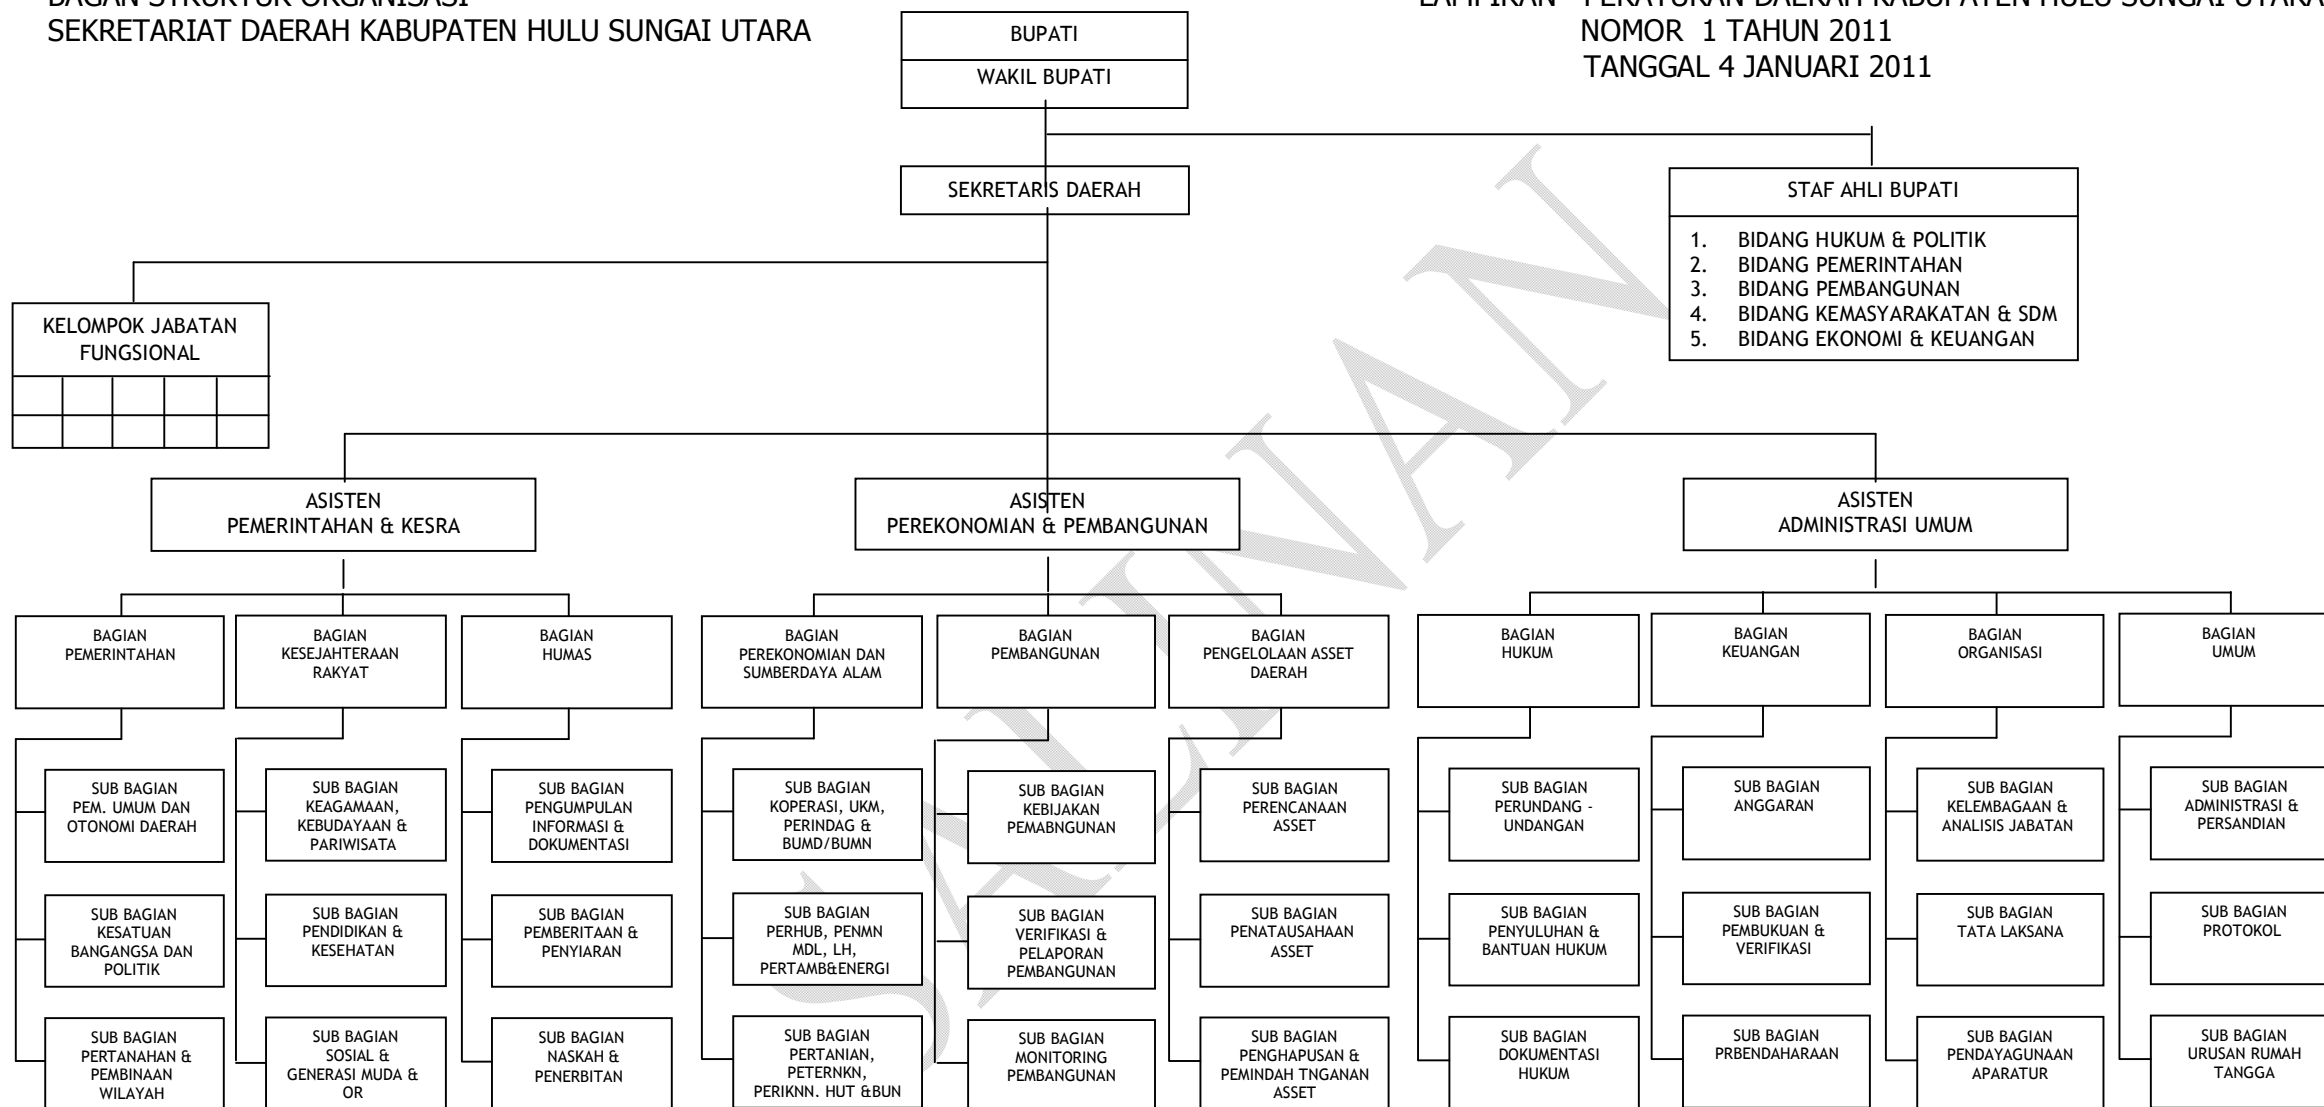 BAGAN STRUKTUR ORGANISASI
SEKRETARIAT DAERAH KABUPATEN HULU SUNGAI UTARA
LAMPIRAN PERATURAN DAERAH KABUPATEN HULU SUNGAI UTARA
NOMOR 1 TAHUN 2011
TANGGAL 4 JANUARI 2011
BUPATI
WAKIL BUPATI
SEKRETARIS DAERAH
STAF AHLI BUPATI
1. BIDANG HUKUM & POLITIK
2. BIDANG PEMERINTAHAN
3. BIDANG PEMBANGUNAN
4. BIDANG KEMASYARAKATAN & SDM
5. BIDANG EKONOMI & KEUANGAN
KELOMPOK JABATAN
FUNGSIONAL
ASISTEN
PEMERINTAHAN & KESRA
ASISTEN
PEREKONOMIAN & PEMBANGUNAN
ASISTEN
ADMINISTRASI UMUM
BAGIAN
PEMERINTAHAN
BAGIAN
KESEJAHTERAAN
RAKYAT
BAGIAN
HUMAS
BAGIAN
PEREKONOMIAN DAN
SUMBERDAYA ALAM
BAGIAN
PEMBANGUNAN
BAGIAN
PENGELOLAAN ASSET
DAERAH
BAGIAN
HUKUM
BAGIAN
KEUANGAN
BAGIAN
ORGANISASI
BAGIAN
UMUM
SUB BAGIAN
PEM. UMUM DAN
OTONOMI DAERAH
SUB BAGIAN
KEAGAMAAN,
KEBUDAYAAN &
PARIWISATA
SUB BAGIAN
PENGUMPULAN
INFORMASI &
DOKUMENTASI
SUB BAGIAN
KOPERASI, UKM,
PERINDAG &
BUMD/BUMN
SUB BAGIAN
KEBIJAKAN
PEMABNGUNAN
SUB BAGIAN
PERENCANAAN
ASSET
SUB BAGIAN
PERUNDANG -
UNDANGAN
SUB BAGIAN
ANGGARAN
SUB BAGIAN
KELEMBAGAAN &
ANALISIS JABATAN
SUB BAGIAN
ADMINISTRASI &
PERSANDIAN
SUB BAGIAN
KESATUAN
BANGANGSA DAN
POLITIK
SUB BAGIAN
PENDIDIKAN &
KESEHATAN
SUB BAGIAN
PEMBERITAAN &
PENYIARAN
SUB BAGIAN
PERHUB, PENMN
MDL, LH,
PERTAMB&ENERGI
SUB BAGIAN
VERIFIKASI &
PELAPORAN
PEMBANGUNAN
SUB BAGIAN
PENATAUSAHAAN
ASSET
SUB BAGIAN
PENYULUHAN &
BANTUAN HUKUM
SUB BAGIAN
PEMBUKUAN &
VERIFIKASI
SUB BAGIAN
TATA LAKSANA
SUB BAGIAN
PROTOKOL
SUB BAGIAN
PERTANAHAN &
PEMBINAAN
WILAYAH
SUB BAGIAN
SOSIAL &
GENERASI MUDA &
OR
SUB BAGIAN
NASKAH &
PENERBITAN
SUB BAGIAN
PERTANIAN,
PETERNKN,
PERIKNN. HUT &BUN
SUB BAGIAN
MONITORING
PEMBANGUNAN
SUB BAGIAN
PENGHAPUSAN &
PEMINDAH TNGANAN
ASSET
SUB BAGIAN
DOKUMENTASI
HUKUM
SUB BAGIAN
PRBENDAHARAAN
SUB BAGIAN
PENDAYAGUNAAN
APARATUR
SUB BAGIAN
URUSAN RUMAH
TANGGA
SALINAN